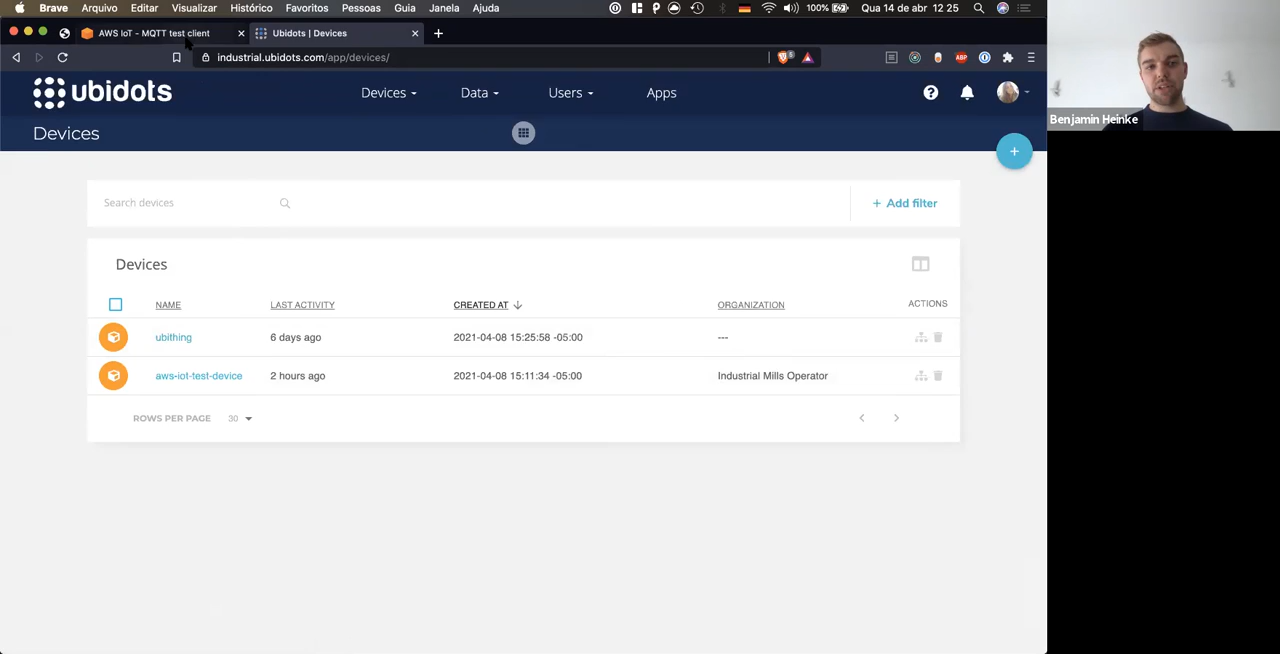 Brave Arquivo Editar Visualizar Histórico Favoritos Pessoas Guia Janela Ajuda 100% Qua 14 de abr 12 25
AWS IoT - MQTT test client Ubidots | Devices
industrial.ubidots.com/app/devices/ 5 ABP
ubidots Devices Data Users Apps
Devices
Benjamin Heinke
+
Search devices + Add filter
Devices
NAME LAST ACTIVITY CREATED AT ORGANIZATION ACTIONS
ubithing 6 days ago 2021-04-08 15:25:58 -05:00 ---
aws-iot-test-device 2 hours ago 2021-04-08 15:11:34 -05:00 Industrial Mills Operator
ROWS PER PAGE 30